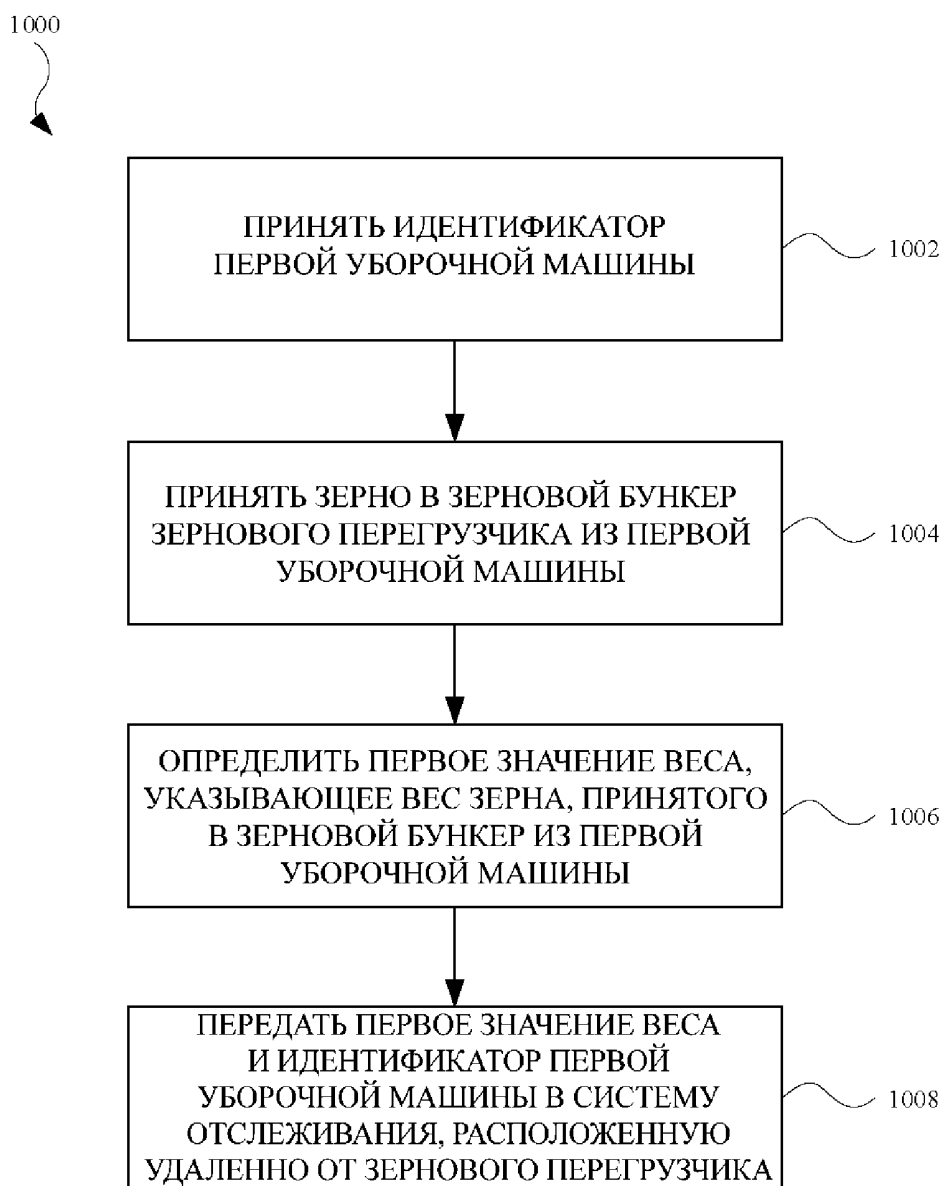 1000
ПРИНЯТЬ ИДЕНТИФИКАТОР
ПЕРВОЙ УБОРОЧНОЙ МАШИНЫ
1002
ПРИНЯТЬ ЗЕРНО В ЗЕРНОВОЙ БУНКЕР
ЗЕРНОВОГО ПЕРЕГРУЗЧИКА ИЗ ПЕРВОЙ
УБОРОЧНОЙ МАШИНЫ
1004
ОПРЕДЕЛИТЬ ПЕРВОЕ ЗНАЧЕНИЕ ВЕСА,
УКАЗЫВАЮЩЕЕ ВЕС ЗЕРНА, ПРИНЯТОГО
В ЗЕРНОВОЙ БУНКЕР ИЗ ПЕРВОЙ
УБОРОЧНОЙ МАШИНЫ
1006
ПЕРЕДАТЬ ПЕРВОЕ ЗНАЧЕНИЕ ВЕСА
И ИДЕНТИФИКАТОР ПЕРВОЙ
УБОРОЧНОЙ МАШИНЫ В СИСТЕМУ
ОТСЛЕЖИВАНИЯ, РАСПОЛОЖЕННУЮ
УДАЛЕННО ОТ ЗЕРНОВОГО ПЕРЕГРУЗЧИКА
1008